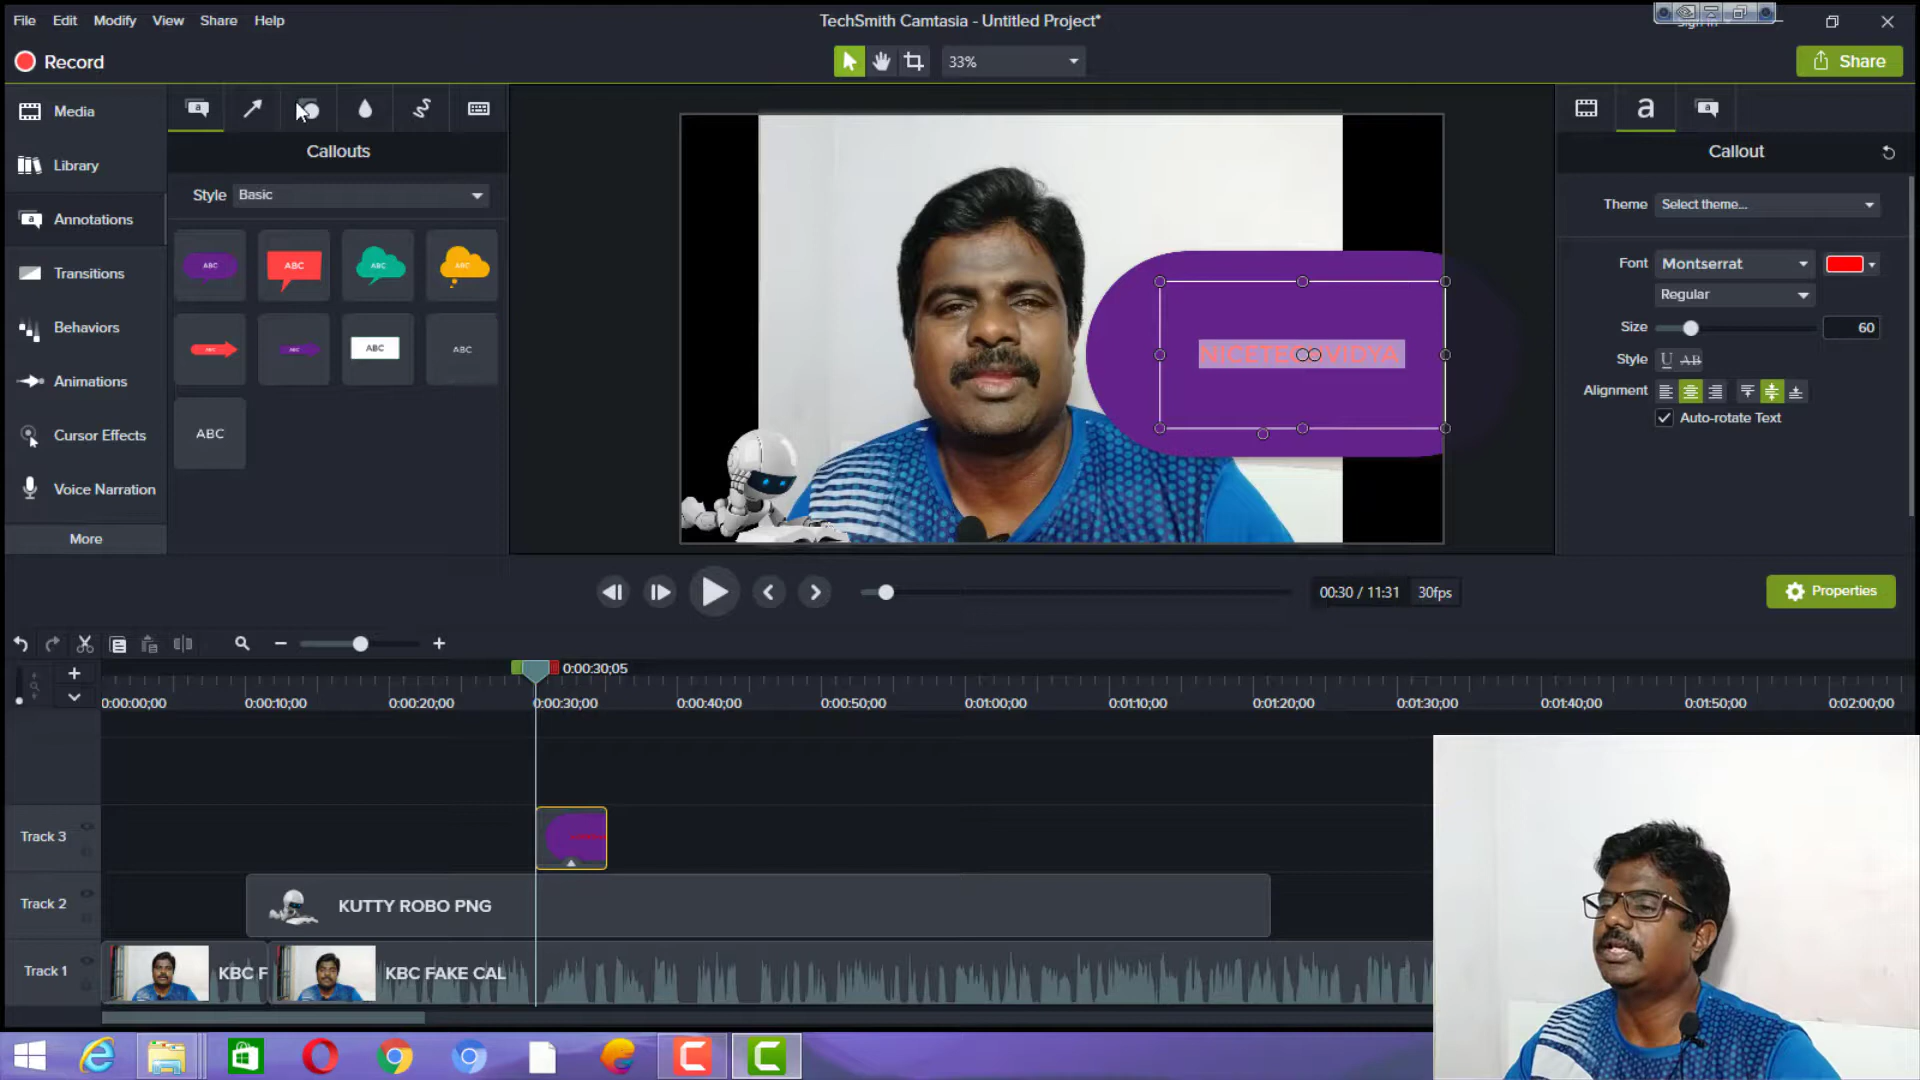 File Edit Modify View Share Help
TechSmith Camtasia - Untitled Project*
Record
33%
Share
Media
Library
Annotations
Transitions
Behaviors
Animations
Cursor Effects
Voice Narration
More
Callouts
Style Basic
ABC ABC ABC ABC
ABC ABC ABC ABC
ABC
Callout
Theme Select theme...
Font Montserrat
Regular
Size 60
Style U AB
Alignment
Auto-rotate Text
00:30 / 11:31 30fps
Properties
0:00:30;05
0:00:00;00 0:00:10;00 0:00:20;00 0:00:30;00 0:00:40;00 0:00:50;00 0:01:00;00 0:01:10;00 0:01:20;00 0:01:30;00 0:01:40;00 0:01:50;00 0:02:00;00
Track 3
Track 2 KUTTY ROBO PNG
Track 1 KBC F KBC FAKE CAL